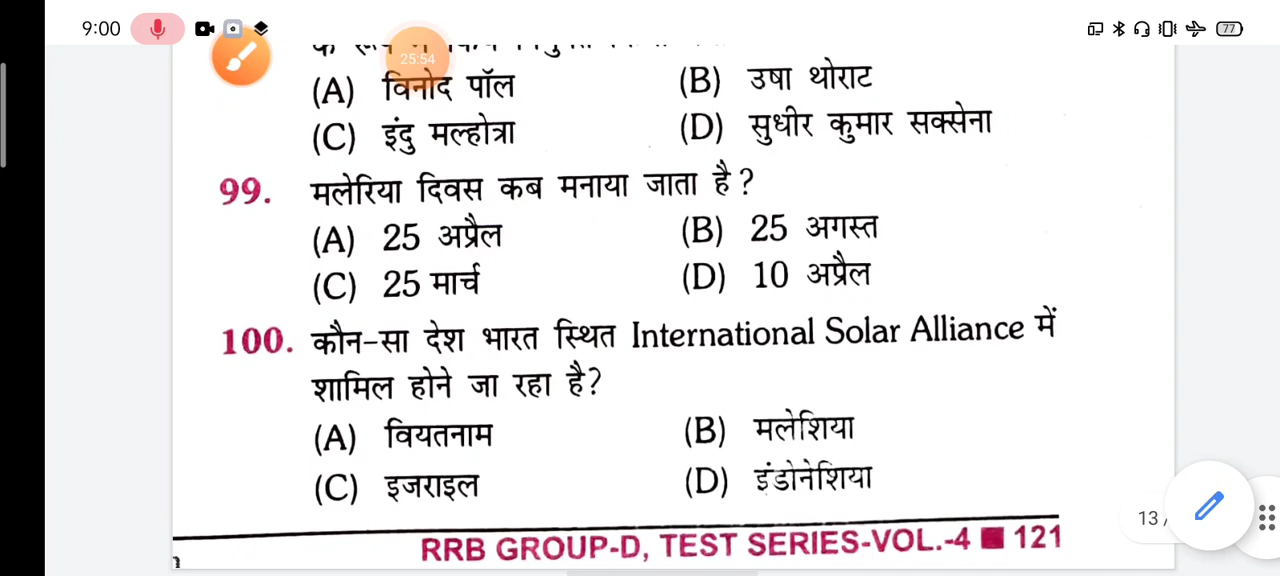 9:00
77
25:54
(A) विनोद पॉल (B) उषा थोराट
(C) इंदु मल्होत्रा (D) सुधीर कुमार सक्सेना
99. मलेरिया दिवस कब मनाया जाता है?
(A) 25 अप्रैल (B) 25 अगस्त
(C) 25 मार्च (D) 10 अप्रैल
100. कौन-सा देश भारत स्थित International Solar Alliance में
शामिल होने जा रहा है?
(A) वियतनाम (B) मलेशिया
(C) इजराइल (D) इंडोनेशिया
13 /
RRB GROUP-D, TEST SERIES-VOL.-4 ■ 121